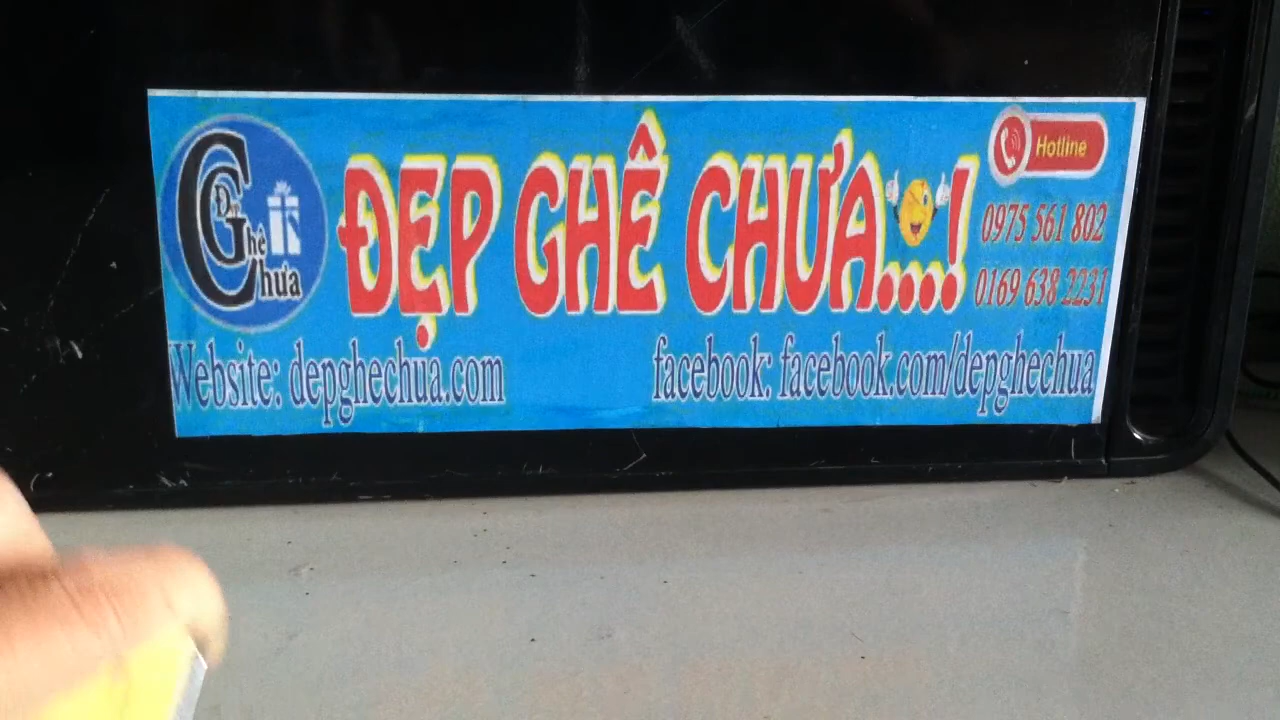 Đẹp Ghê Chưa
ĐẸP GHÊ CHƯA....!
Hotline
0975 561 802
0169 638 2231
Website: depghechua.com
facebook: facebook.com/depghechua